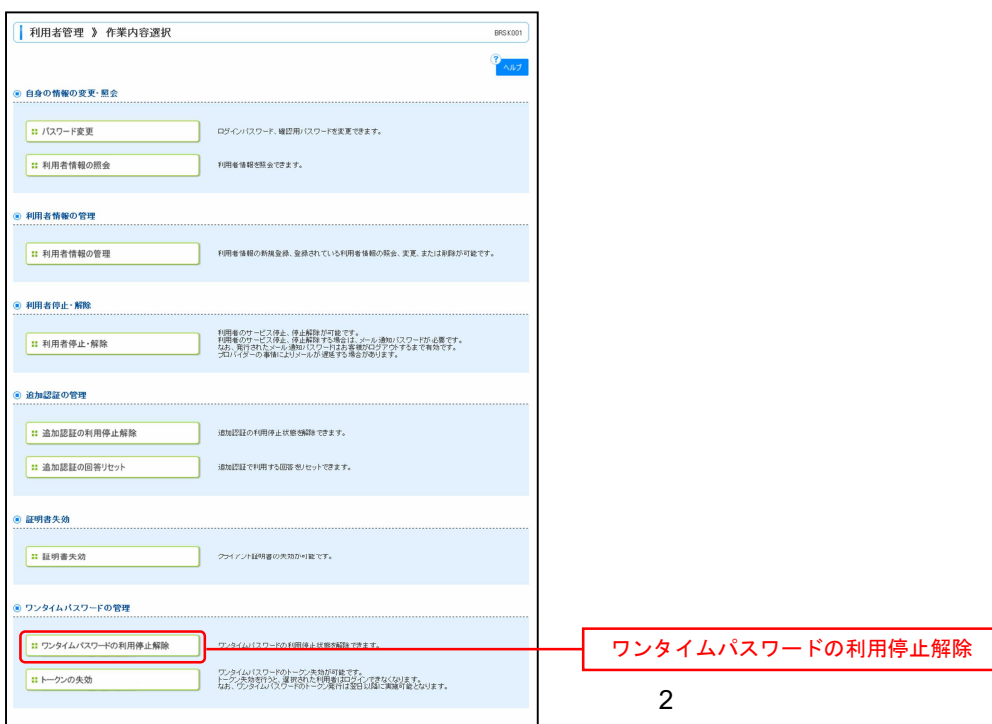 利用者管理 》 作業内容選択
BRSK001
?
ヘルプ
自身の情報の変更・照会
パスワード変更
ログインパスワード、確認用パスワードを変更できます。
利用者情報の照会
利用者情報を照会できます。
利用者情報の管理
利用者情報の管理
利用者情報の新規登録、登録されている利用者情報の照会、変更、または削除が可能です。
利用者停止・解除
利用者停止・解除
利用者のサービス停止、停止解除が可能です。
利用者のサービス停止、停止解除する場合は、メール通知パスワードが必要です。
なお、発行されたメール通知パスワードはお客様がログアウトするまで有効です。
プロバイダーの事情によりメールが遅延する場合があります。
追加認証の管理
追加認証の利用停止解除
追加認証の利用停止状態を解除できます。
追加認証の回答リセット
追加認証で利用する回答をリセットできます。
証明書失効
証明書失効
クライアント証明書の失効が可能です。
ワンタイムパスワードの管理
ワンタイムパスワードの利用停止解除
ワンタイムパスワードの利用停止状態を解除できます。
ワンタイムパスワードの利用停止解除
トークンの失効
ワンタイムパスワードのトークン失効が可能です。
トークン失効を行うと、選択された利用者はログインできなくなります。
なお、ワンタイムパスワードのトークン発行は翌日以降に実施可能となります。
2